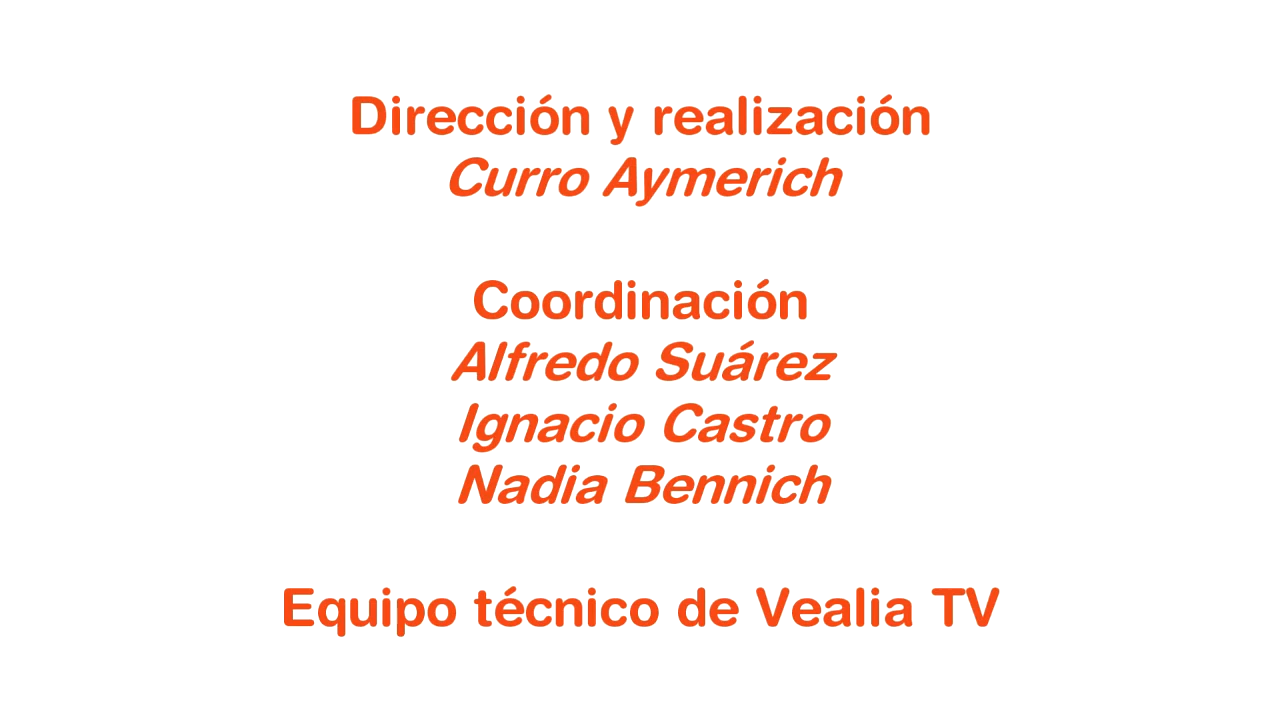 Dirección y realización
Curro Aymerich
Coordinación
Alfredo Suárez
Ignacio Castro
Nadia Bennich
Equipo técnico de Vealia TV